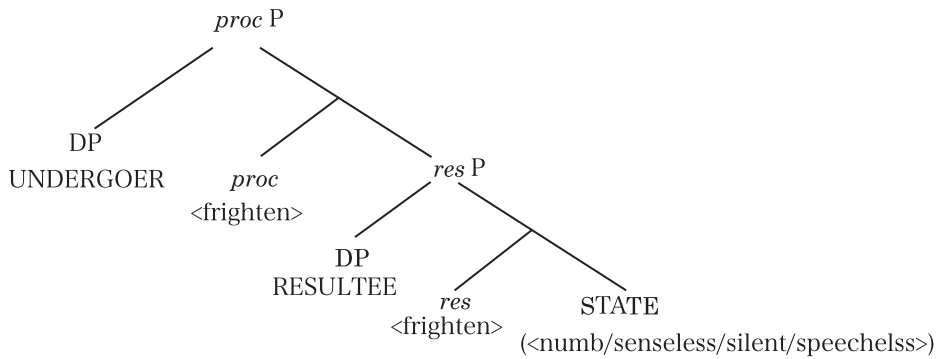 proc P
DP
UNDERGOER
proc
<frighten>
res P
DP
RESULTEE
res
<frighten>
STATE
(<numb/senseless/silent/speechelss>)